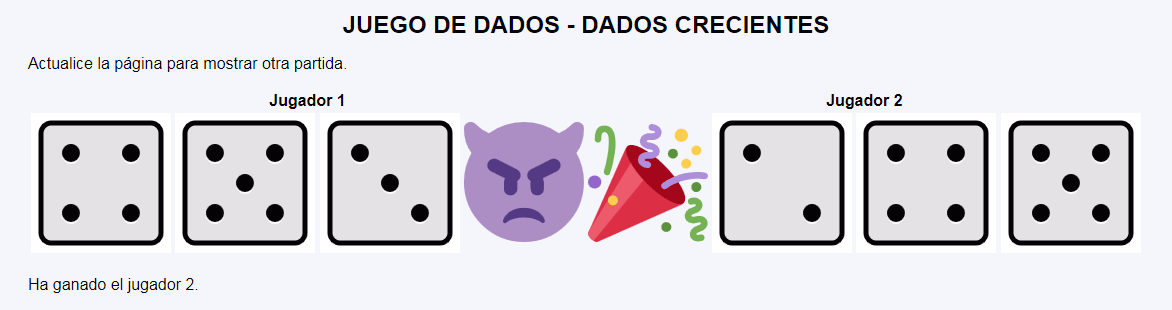 JUEGO DE DADOS - DADOS CRECIENTES
Actualice la página para mostrar otra partida.
Jugador 1
Jugador 2
Ha ganado el jugador 2.